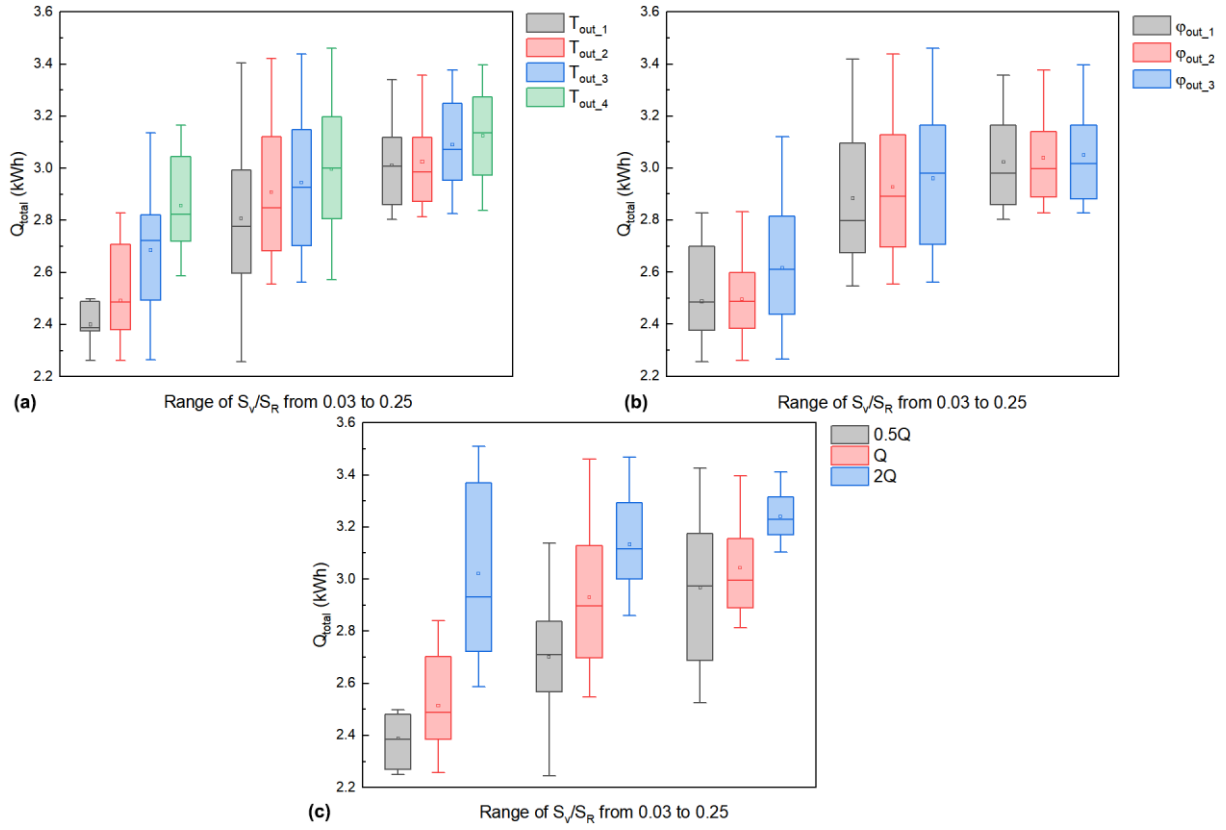 3.6
3.4
3.2
3.0
2.8
2.6
2.4
2.2
Q_total (kWh)
T_out_1
T_out_2
T_out_3
T_out_4
(a)
Range of S_v/S_R from 0.03 to 0.25
3.6
3.4
3.2
3.0
2.8
2.6
2.4
2.2
Q_total (kWh)
φ_out_1
φ_out_2
φ_out_3
(b)
Range of S_v/S_R from 0.03 to 0.25
3.6
3.4
3.2
3.0
2.8
2.6
2.4
2.2
Q_total (kWh)
0.5Q
Q
2Q
(c)
Range of S_v/S_R from 0.03 to 0.25